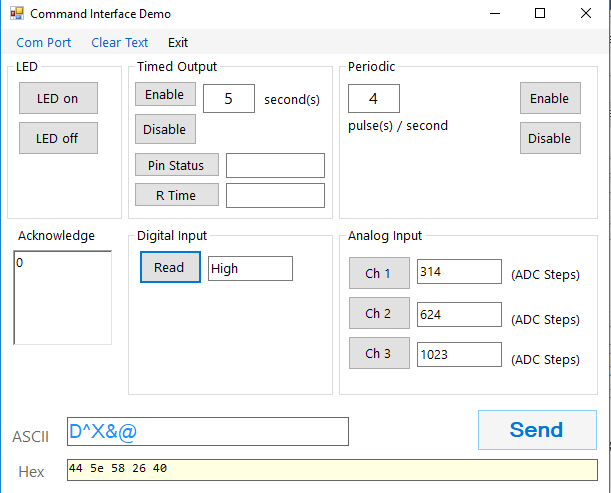 Command Interface Demo
Com Port Clear Text Exit
LED
LED on
LED off
Timed Output
Enable 5 second(s)
Disable
Pin Status
R Time
Periodic
4 Enable
pulse(s) / second
Disable
Acknowledge
0
Digital Input
Read High
Analog Input
Ch 1 314 (ADC Steps)
Ch 2 624 (ADC Steps)
Ch 3 1023 (ADC Steps)
ASCII D^X&@ Send
Hex 44 5e 58 26 40